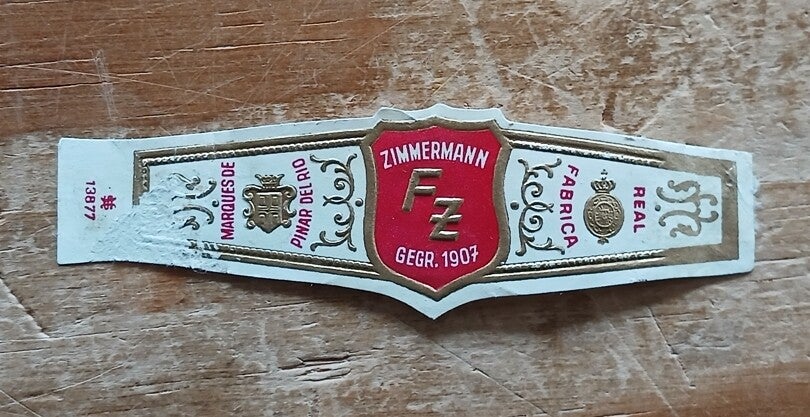 13877
MARQUES DE
PINAR DEL RIO
ZIMMERMANN
FZ
GEGR. 1907
FABRICA
REAL